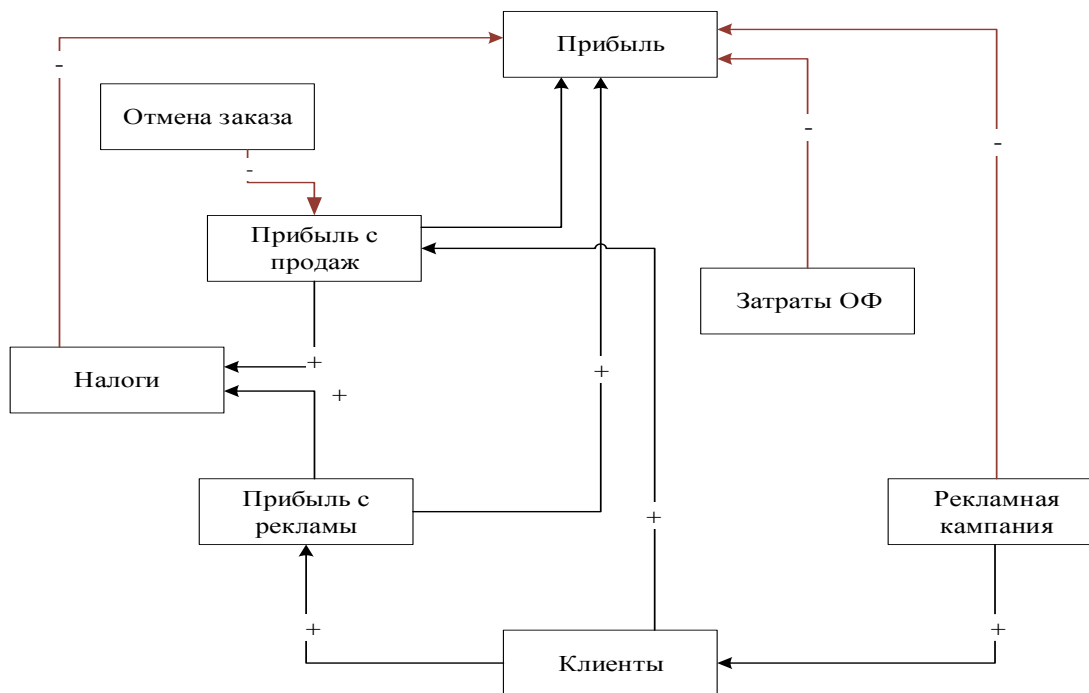 Прибыль
-
Отмена заказа
-
-
-
Прибыль с
продаж
Затраты ОФ
+
Налоги
+
+
Прибыль с
рекламы
Рекламная
кампания
+
+
+
Клиенты